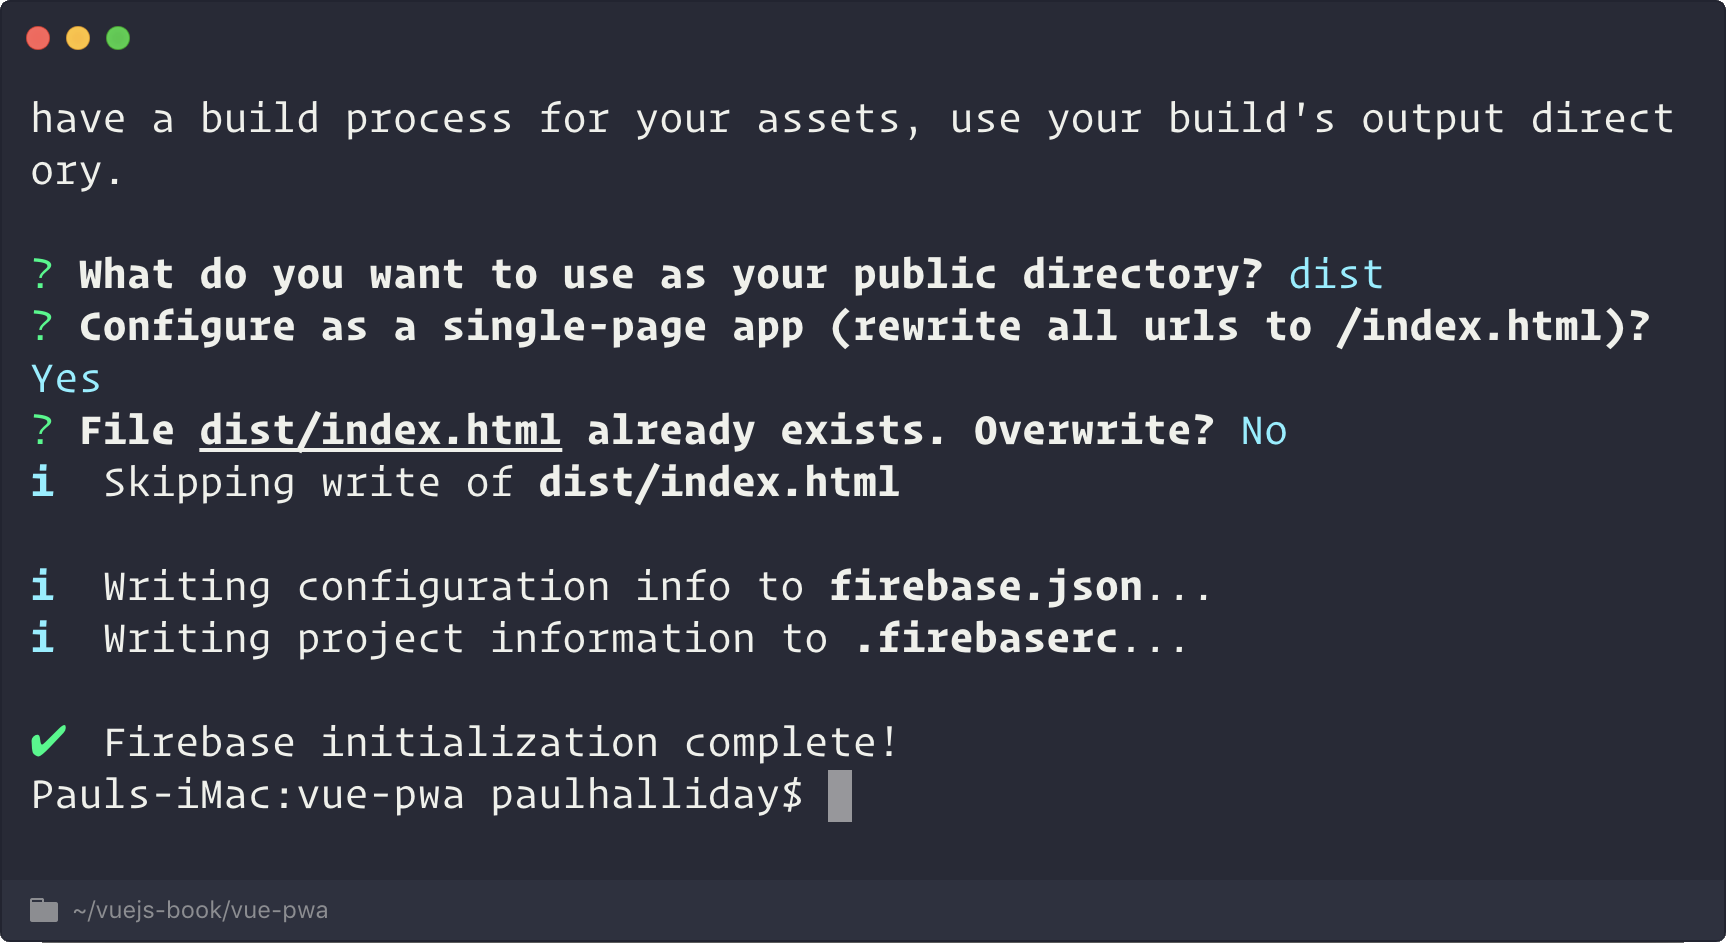 have a build process for your assets, use your build's output direct
ory.
? What do you want to use as your public directory? dist
? Configure as a single-page app (rewrite all urls to /index.html)?
Yes
? File dist/index.html already exists. Overwrite? No
i  Skipping write of dist/index.html
i  Writing configuration info to firebase.json...
i  Writing project information to .firebaserc...
✔  Firebase initialization complete!
Pauls-iMac:vue-pwa paulhalliday$
~/vuejs-book/vue-pwa